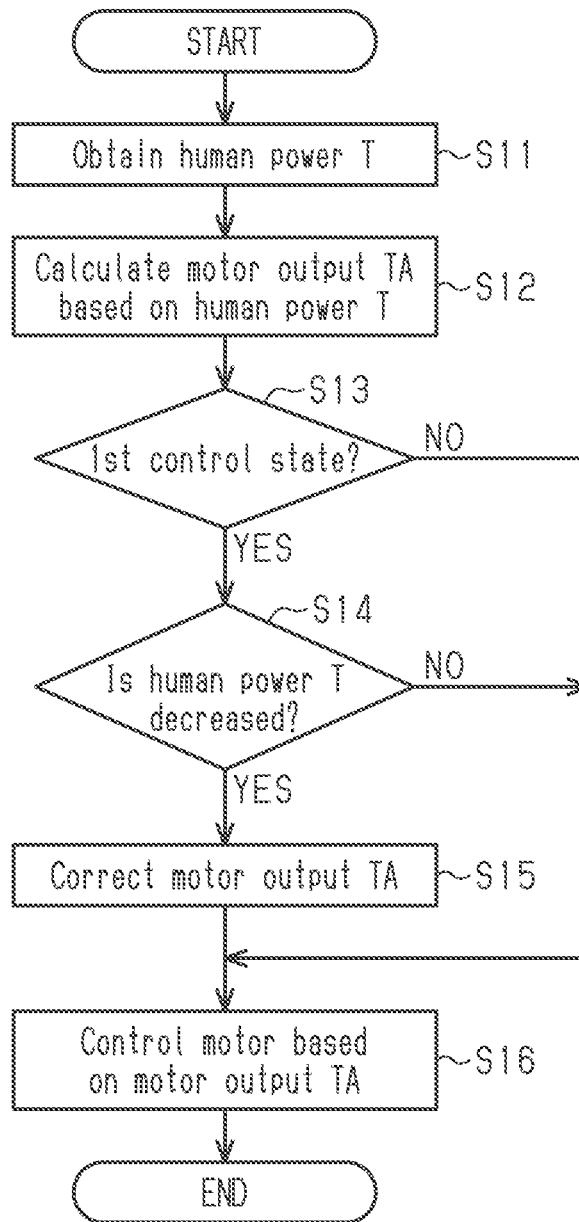 START
Obtain human power T
S11
Calculate motor output TA
based on human power T
S12
S13
1st control state?
NO
YES
S14
Is human power T
decreased?
NO
YES
Correct motor output TA
S15
Control motor based
on motor output TA
S16
END